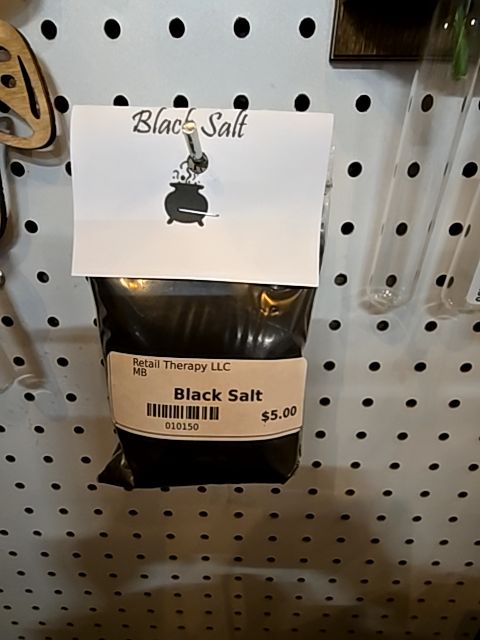 Black Salt
Retail Therapy LLC
MB
Black Salt
$5.00
010150